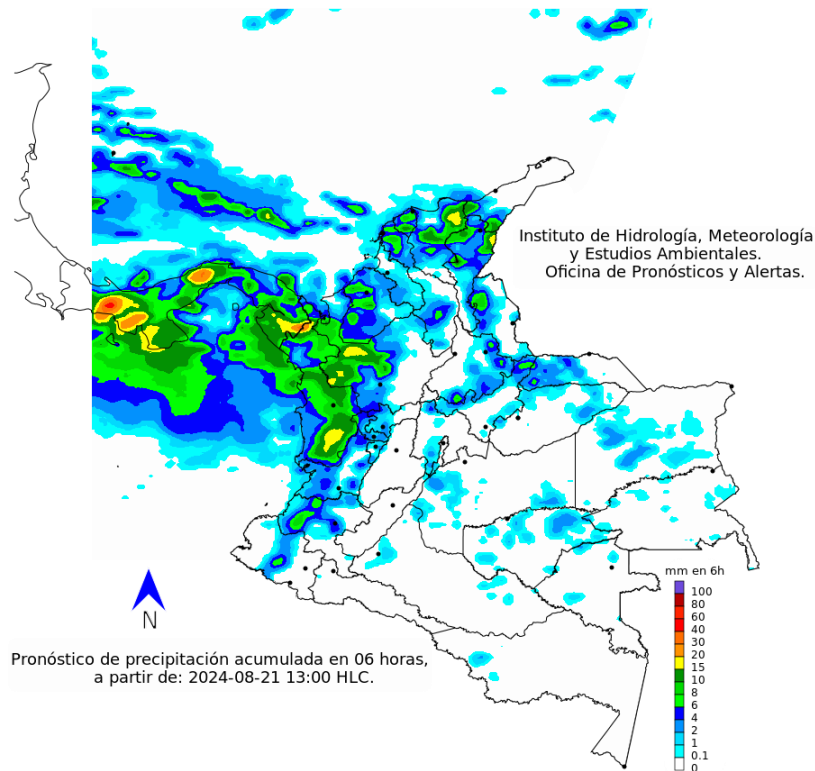 Instituto de Hidrología, Meteorología
y Estudios Ambientales.
Oficina de Pronósticos y Alertas.
mm en 6h
100
80
60
40
30
20
15
10
8
6
4
2
1
0.1
0
N
Pronóstico de precipitación acumulada en 06 horas,
a partir de: 2024-08-21 13:00 HLC.